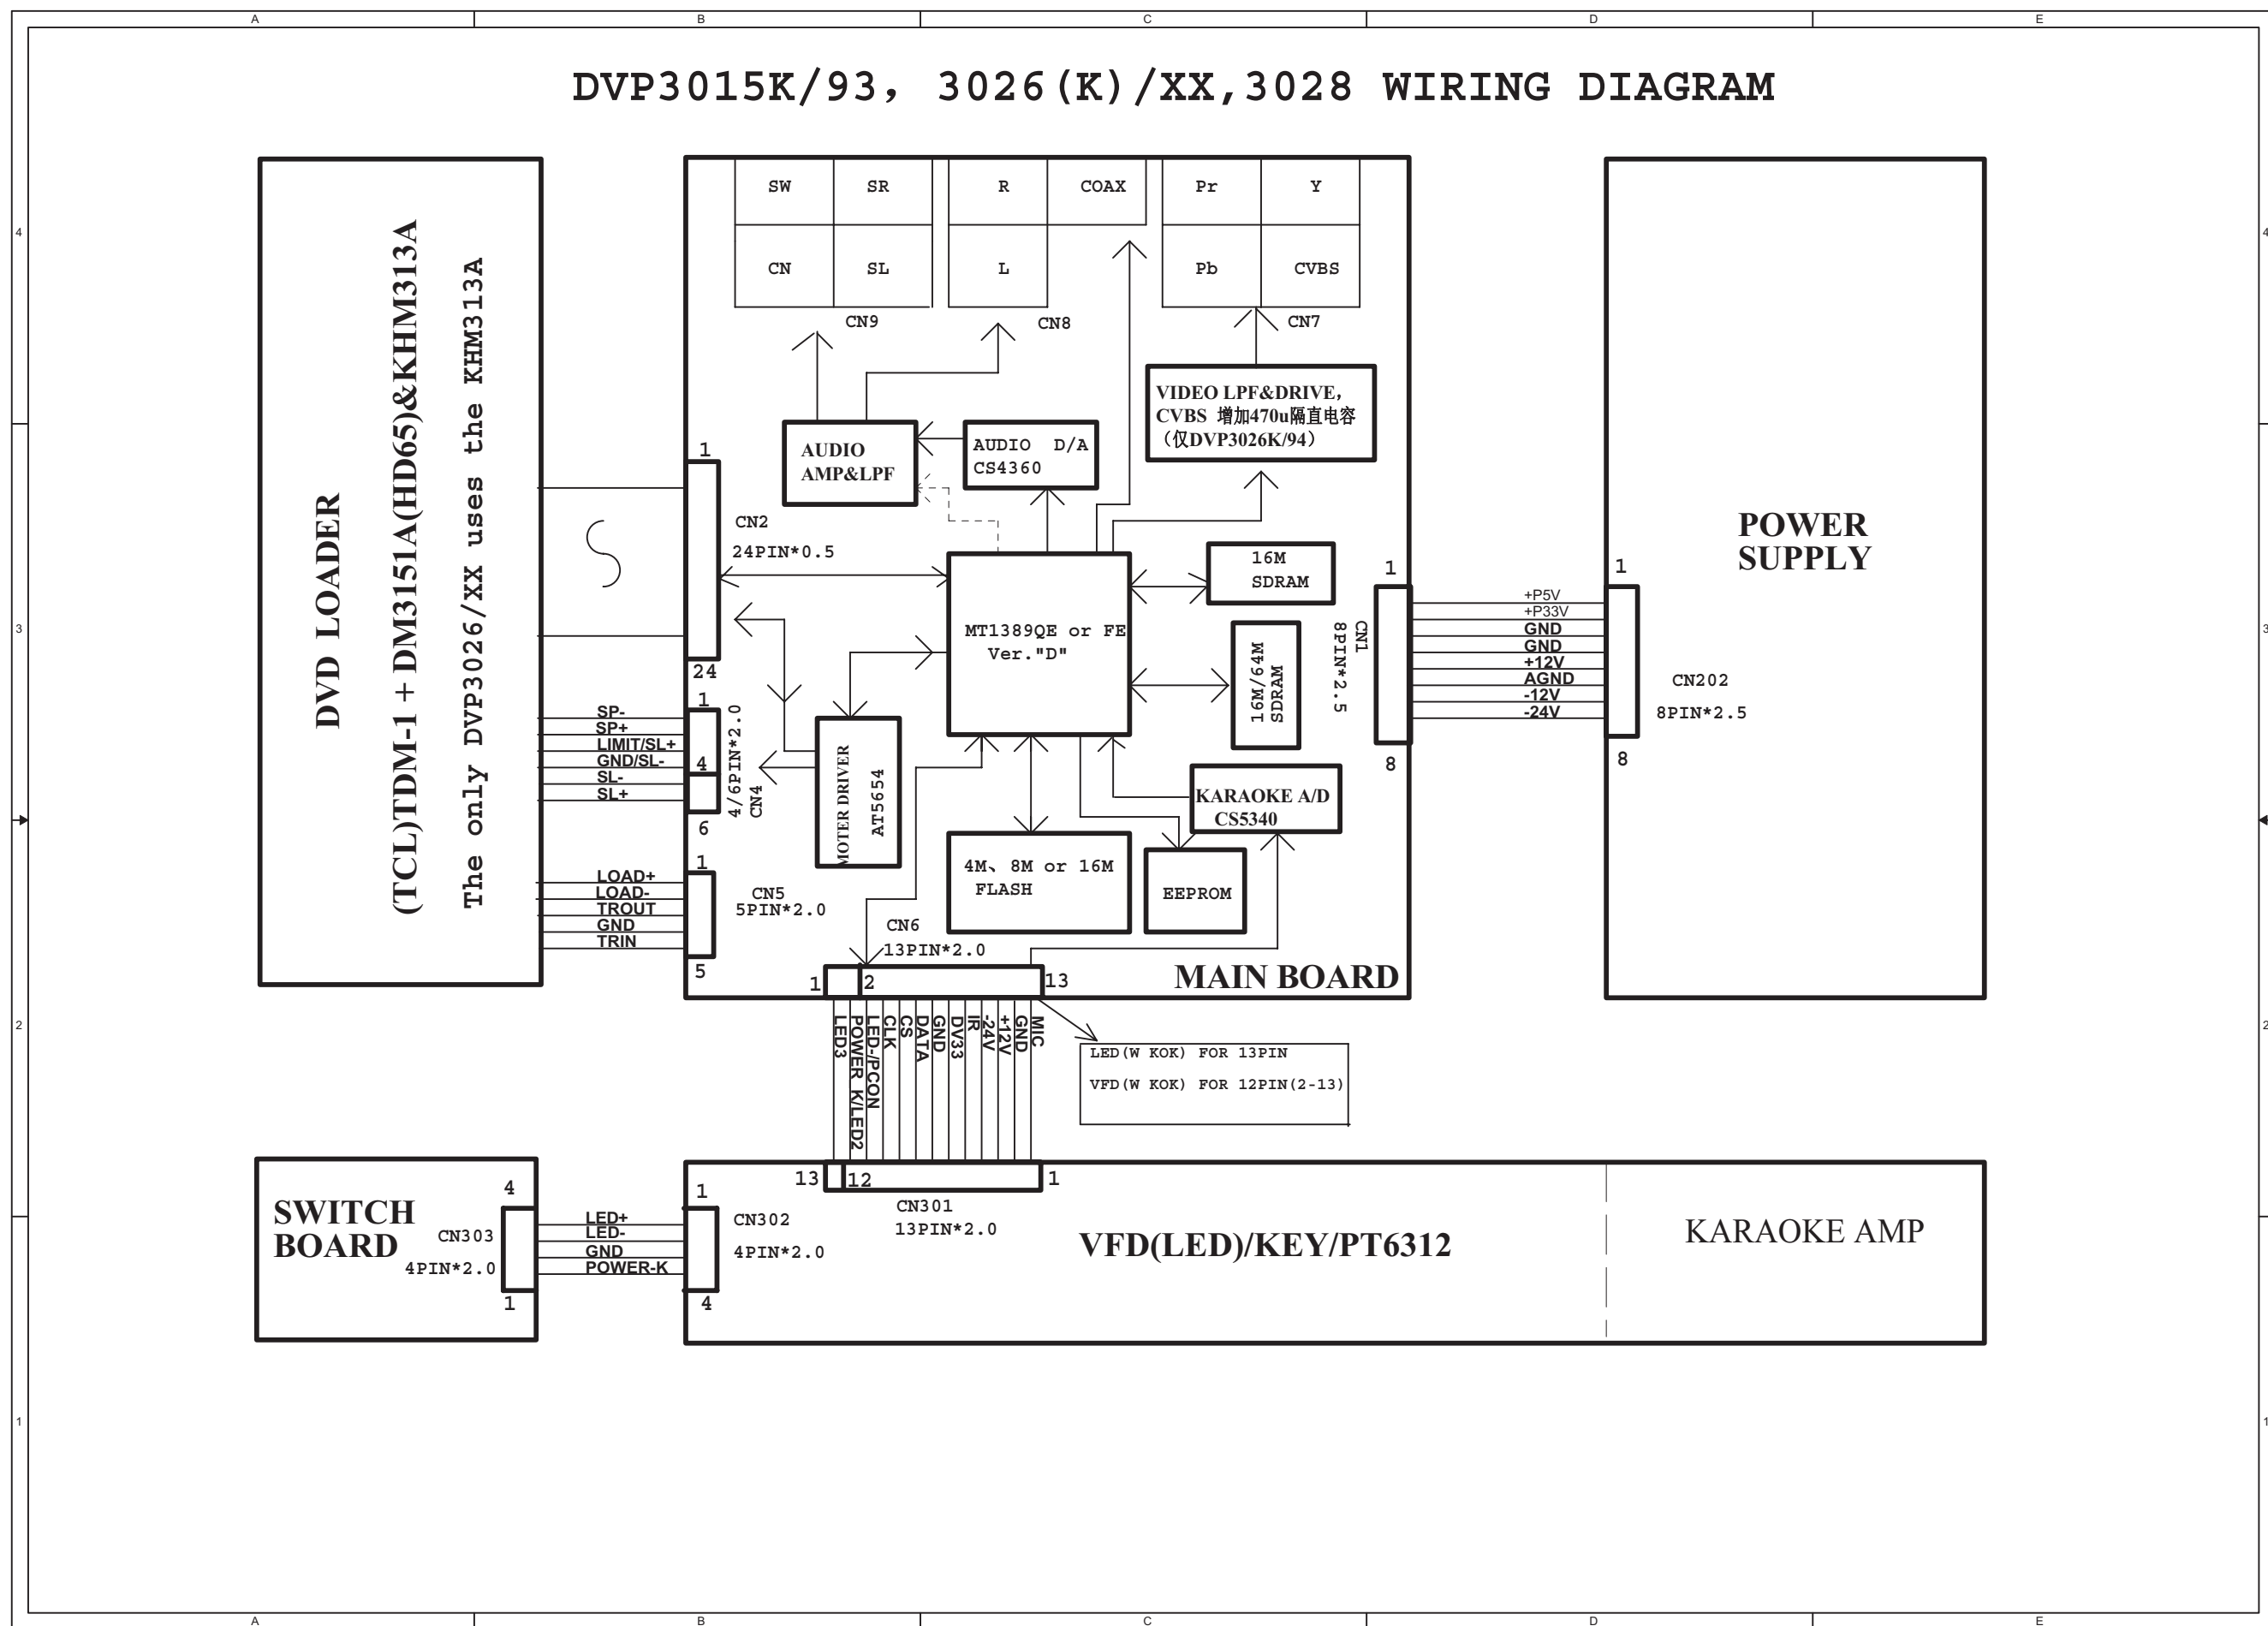 A B C D E
DVP3015K/93, 3026(K)/XX,3028 WIRING DIAGRAM
4
3
2
1
4
3
2
1
DVD LOADER
(TCL)TDM-1 + DM3151A(HD65)&KHM313A
The only DVP3026/XX uses the KHM313A
SW SR
CN SL
CN9
R COAX
L
CN8
Pr Y
Pb CVBS
CN7
VIDEO LPF&DRIVE,
CVBS 增加470u隔直电容
（仅DVP3026K/94）
AUDIO
AMP&LPF
AUDIO D/A
CS4360
1
CN2
24PIN*0.5
24
MT1389QE or FE
Ver."D"
16M
SDRAM
16M/64M
SDRAM
1
CN1
8PIN*2.5
8
+P5V
+P33V
GND
GND
+12V
AGND
-12V
-24V
1
CN202
8PIN*2.5
8
POWER
SUPPLY
SP-
SP+
LIMIT/SL+
GND/SL-
SL-
SL+
1
4
6
4/6PIN*2.0
CN4
MOTER DRIVER
AT5654
KARAOKE A/D
CS5340
4M、8M or 16M
FLASH
EEPROM
LOAD+
LOAD-
TROUT
GND
TRIN
1
CN5
5PIN*2.0
5
CN6
13PIN*2.0
1 2 13
MAIN BOARD
LED3
POWER K/LED2
LED-/PCON
CLK
CS
DATA
GND
DV33
IR
-24V
+12V
GND
MIC
LED(W KOK) FOR 13PIN
VFD(W KOK) FOR 12PIN(2-13)
13 12 1
CN301
13PIN*2.0
SWITCH
BOARD
4
CN303
4PIN*2.0
1
LED+
LED-
GND
POWER-K
1
CN302
4PIN*2.0
4
VFD(LED)/KEY/PT6312
KARAOKE AMP
A B C D E